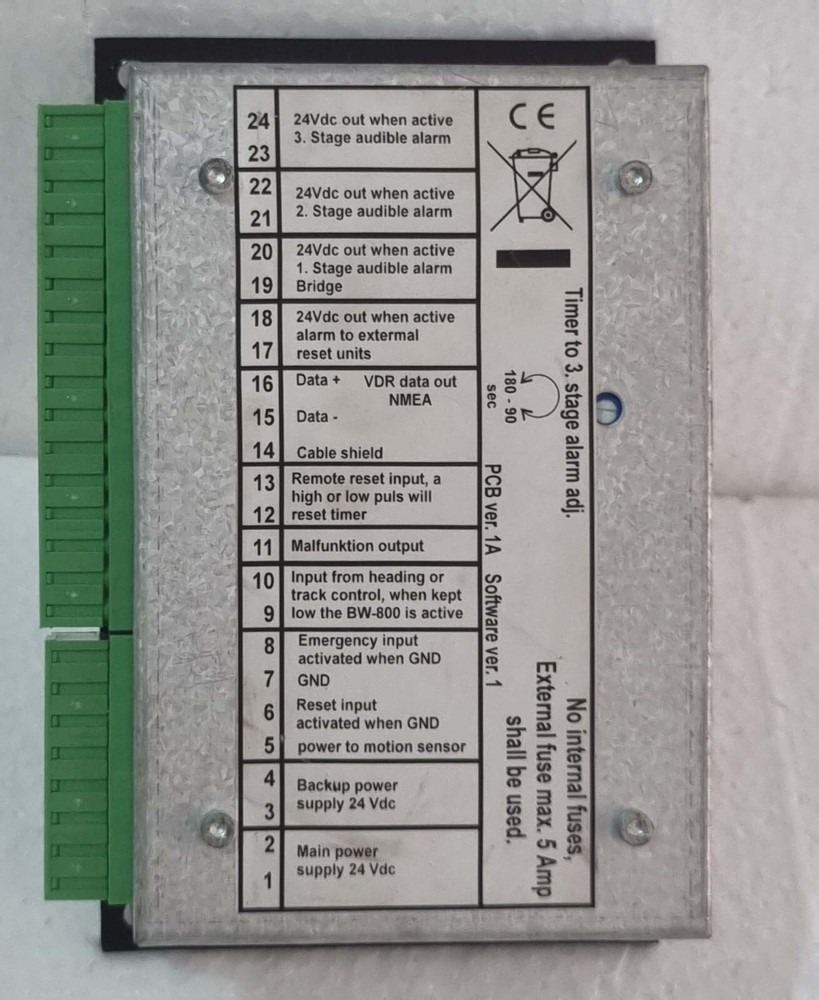 24
24Vdc out when active
3. Stage audible alarm
23
22
24Vdc out when active
2. Stage audible alarm
21
20
24Vdc out when active
1. Stage audible alarm
19
Bridge
18
24Vdc out when active
alarm to extermal
17
reset units
16
Data + VDR data out
NMEA
15
Data -
14
Cable shield
13
Remote reset input, a
high or low puls will
12
reset timer
11
Malfunktion output
10
Input from heading or
track control, when kept
9
low the BW-800 is active
8
Emergency input
activated when GND
7
GND
6
Reset input
activated when GND
5
power to motion sensor
4
Backup power
supply 24 Vdc
3
2
Main power
supply 24 Vdc
1
CE
Timer to 3. stage alarm adj.
180 - 90
sec
PCB ver. 1A Software ver. 1
No internal fuses,
External fuse max. 5 Amp
shall be used.